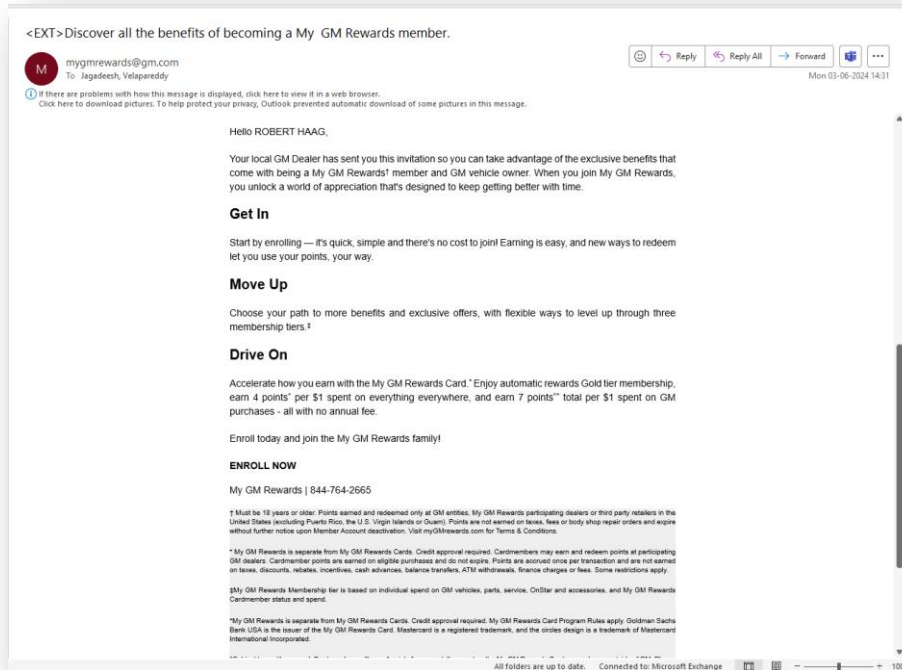 <EXT>Discover all the benefits of becoming a My GM Rewards member.
M
mygmrewards@gm.com
To Jagadeesh, Velapareddy
Reply
Reply All
Forward
Mon 03-06-2024 14:31
If there are problems with how this message is displayed, click here to view it in a web browser.
Click here to download pictures. To help protect your privacy, Outlook prevented automatic download of some pictures in this message.
Hello ROBERT HAAG,
Your local GM Dealer has sent you this invitation so you can take advantage of the exclusive benefits that
come with being a My GM Rewards† member and GM vehicle owner. When you join My GM Rewards,
you unlock a world of appreciation that's designed to keep getting better with time.
Get In
Start by enrolling — it's quick, simple and there's no cost to join! Earning is easy, and new ways to redeem
let you use your points, your way.
Move Up
Choose your path to more benefits and exclusive offers, with flexible ways to level up through three
membership tiers.‡
Drive On
Accelerate how you earn with the My GM Rewards Card.* Enjoy automatic rewards Gold tier membership,
earn 4 points* per $1 spent on everything everywhere, and earn 7 points** total per $1 spent on GM
purchases - all with no annual fee.
Enroll today and join the My GM Rewards family!
ENROLL NOW
My GM Rewards | 844-764-2665
† Must be 18 years or older. Points earned and redeemed only at GM entities, My GM Rewards participating dealers or third party retailers in the
United States (excluding Puerto Rico, the U.S. Virgin Islands or Guam). Points are not earned on taxes, fees or body shop repair orders and expire
without further notice upon Member Account deactivation. Visit myGMrewards.com for Terms & Conditions.
* My GM Rewards is separate from My GM Rewards Cards. Credit approval required. Cardmembers may earn and redeem points at participating
GM dealers. Cardmember points are earned on eligible purchases and do not expire. Points are accrued once per transaction and are not earned
on taxes, discounts, rebates, incentives, cash advances, balance transfers, ATM withdrawals, finance charges or fees. Some restrictions apply.
‡My GM Rewards Membership tier is based on individual spend on GM vehicles, parts, service, OnStar and accessories, and My GM Rewards
Cardmember status and spend.
*My GM Rewards is separate from My GM Rewards Cards. Credit approval required. My GM Rewards Card Program Rules apply. Goldman Sachs
Bank USA is the issuer of the My GM Rewards Card. Mastercard is a registered trademark, and the circles design is a trademark of Mastercard
International Incorporated.
All folders are up to date. Connected to: Microsoft Exchange
100